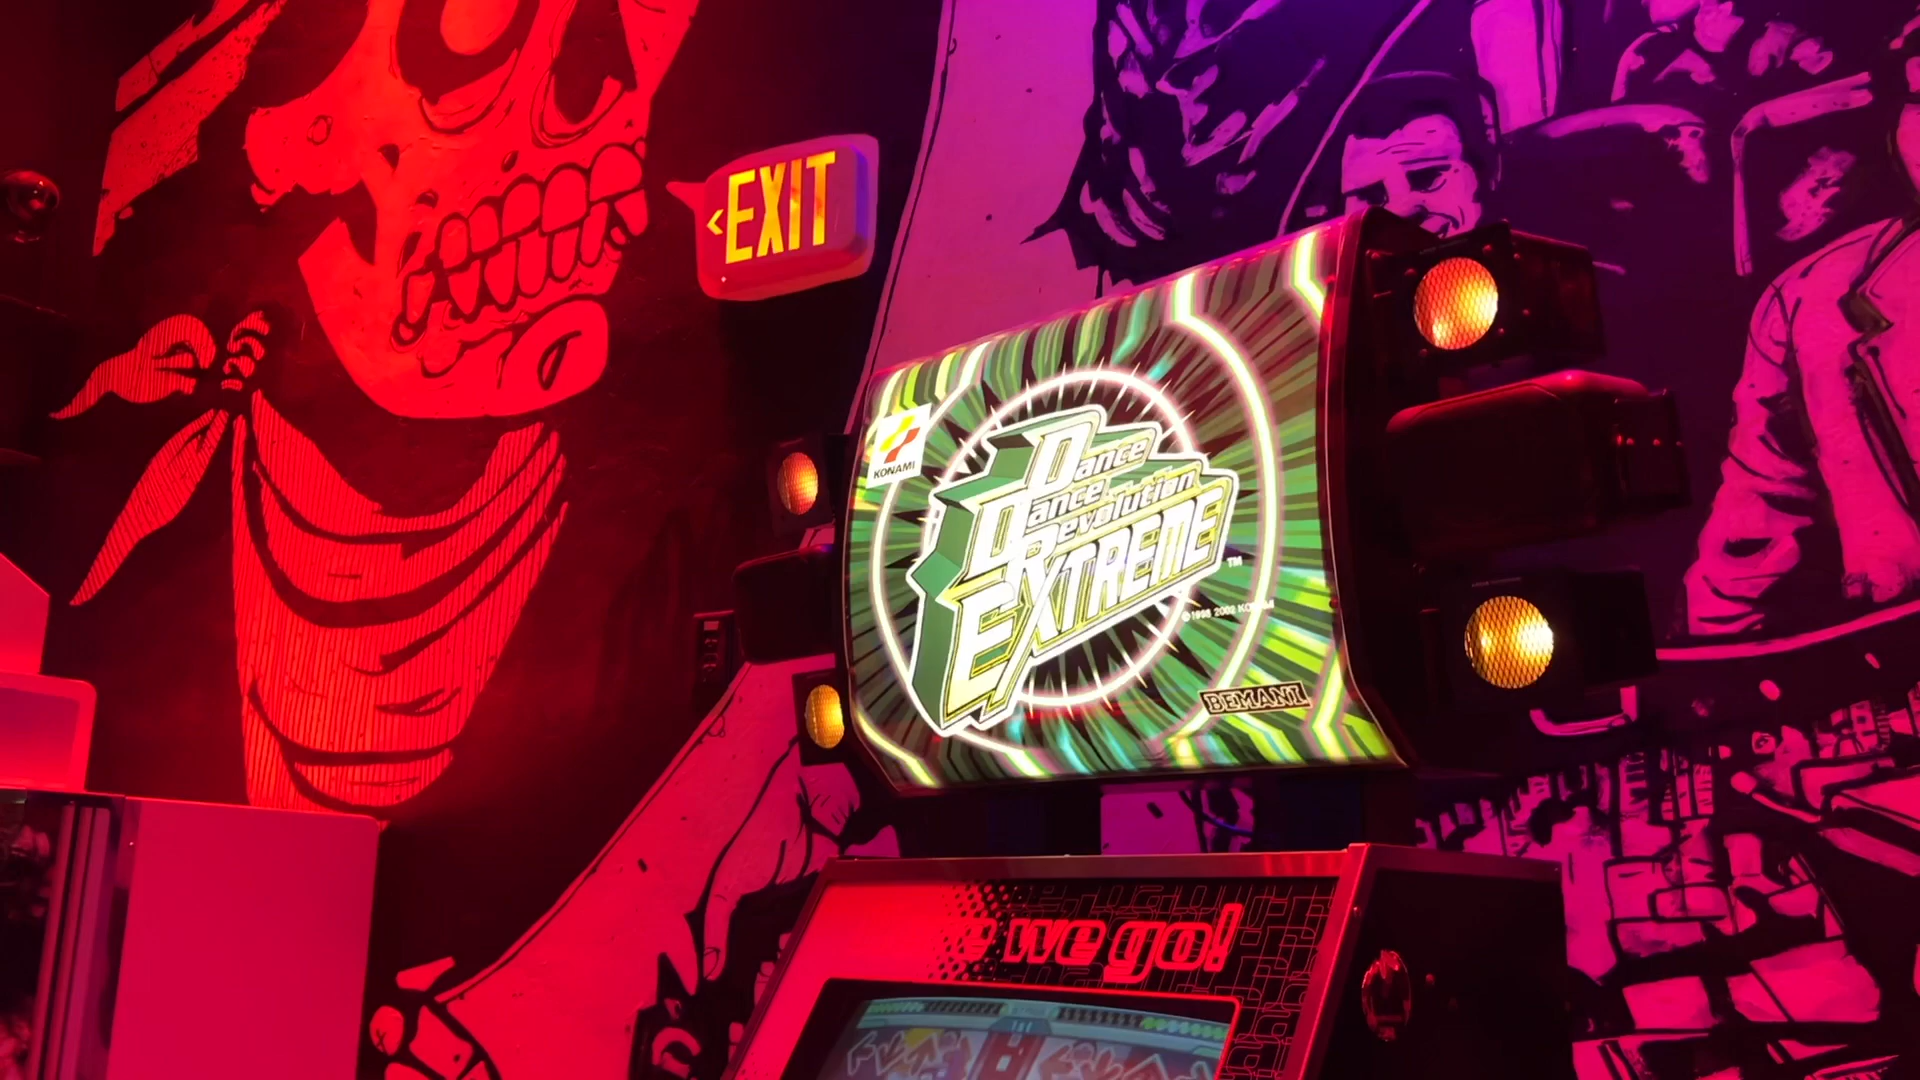 <EXIT
KONAMI
Dance
Dance
Revolution
EXTREME
TM
©1998 2002 KONAMI
BEMANI
e we go!